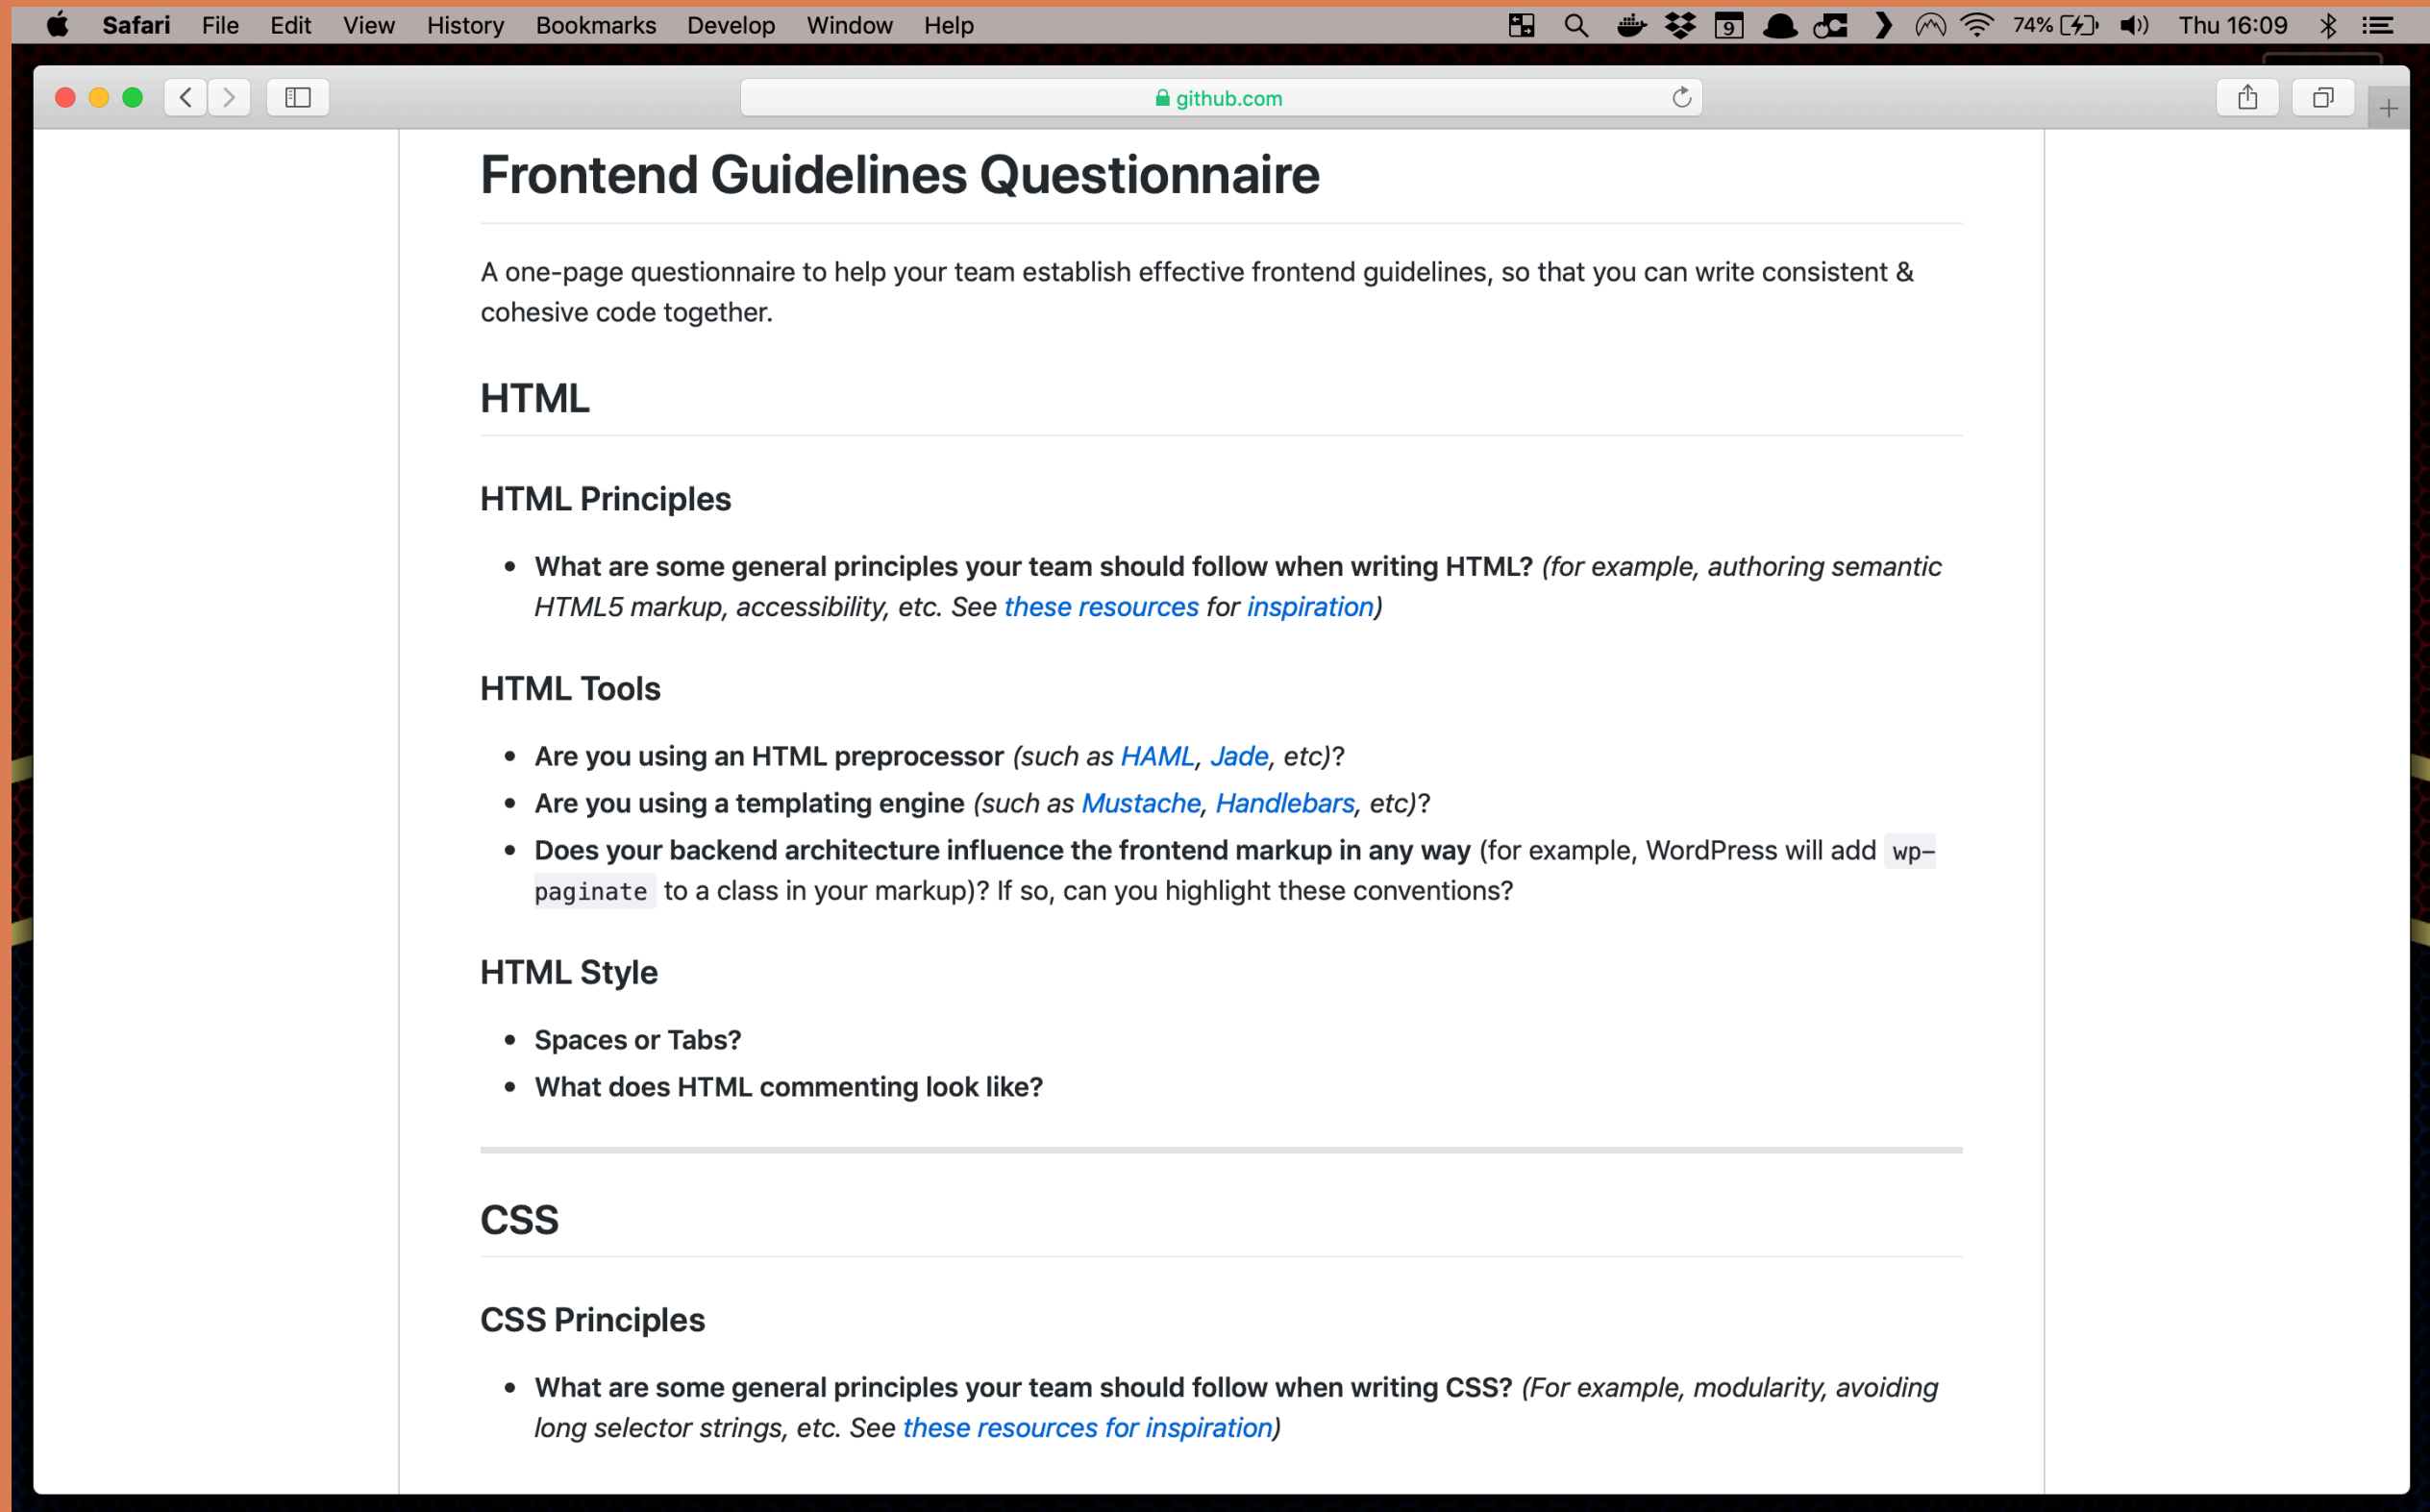 Safari File Edit View History Bookmarks Develop Window Help 9 74% Thu 16:09
github.com
Frontend Guidelines Questionnaire
A one-page questionnaire to help your team establish effective frontend guidelines, so that you can write consistent &
cohesive code together.
HTML
HTML Principles
• What are some general principles your team should follow when writing HTML? (for example, authoring semantic
HTML5 markup, accessibility, etc. See these resources for inspiration)
HTML Tools
• Are you using an HTML preprocessor (such as HAML, Jade, etc)?
• Are you using a templating engine (such as Mustache, Handlebars, etc)?
• Does your backend architecture influence the frontend markup in any way (for example, WordPress will add wp-
paginate to a class in your markup)? If so, can you highlight these conventions?
HTML Style
• Spaces or Tabs?
• What does HTML commenting look like?
CSS
CSS Principles
• What are some general principles your team should follow when writing CSS? (For example, modularity, avoiding
long selector strings, etc. See these resources for inspiration)